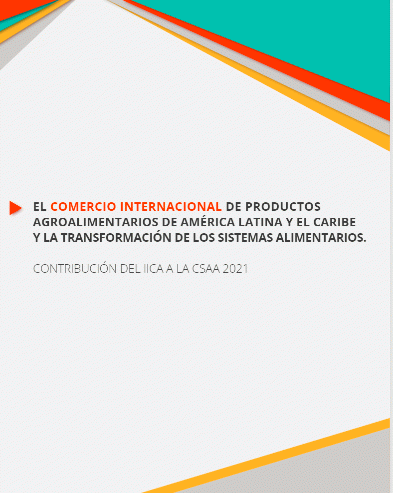 EL COMERCIO INTERNACIONAL DE PRODUCTOS
AGROALIMENTARIOS DE AMÉRICA LATINA Y EL CARIBE
Y LA TRANSFORMACIÓN DE LOS SISTEMAS ALIMENTARIOS.
CONTRIBUCIÓN DEL IICA A LA CSAA 2021